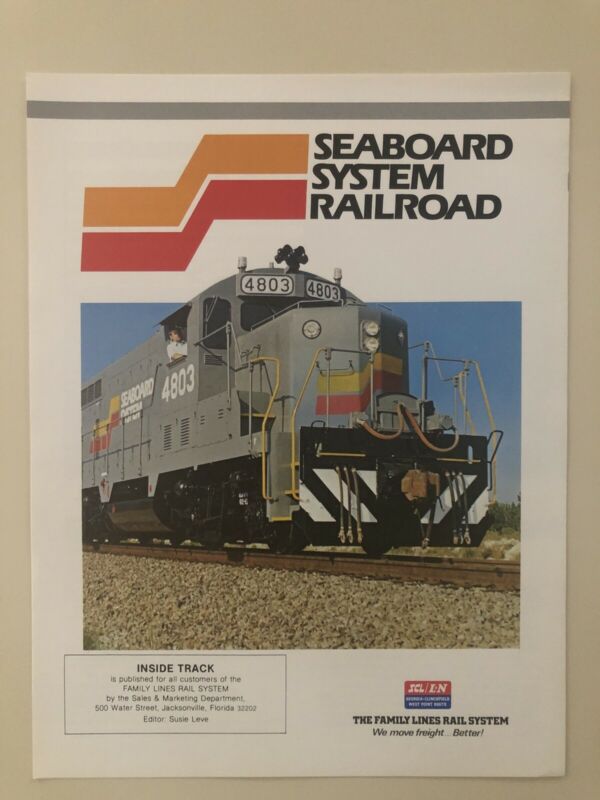 SEABOARD
SYSTEM
RAILROAD
4803
4803
SEABOARD
SYSTEM
4803
INSIDE TRACK
is published for all customers of the
FAMILY LINES RAIL SYSTEM
by the Sales & Marketing Department,
500 Water Street, Jacksonville, Florida 32202
Editor: Susie Leve
SCL/L·N
GEORGIA-CLINCHFIELD
WEST POINT ROUTE
THE FAMILY LINES RAIL SYSTEM
We move freight... Better!